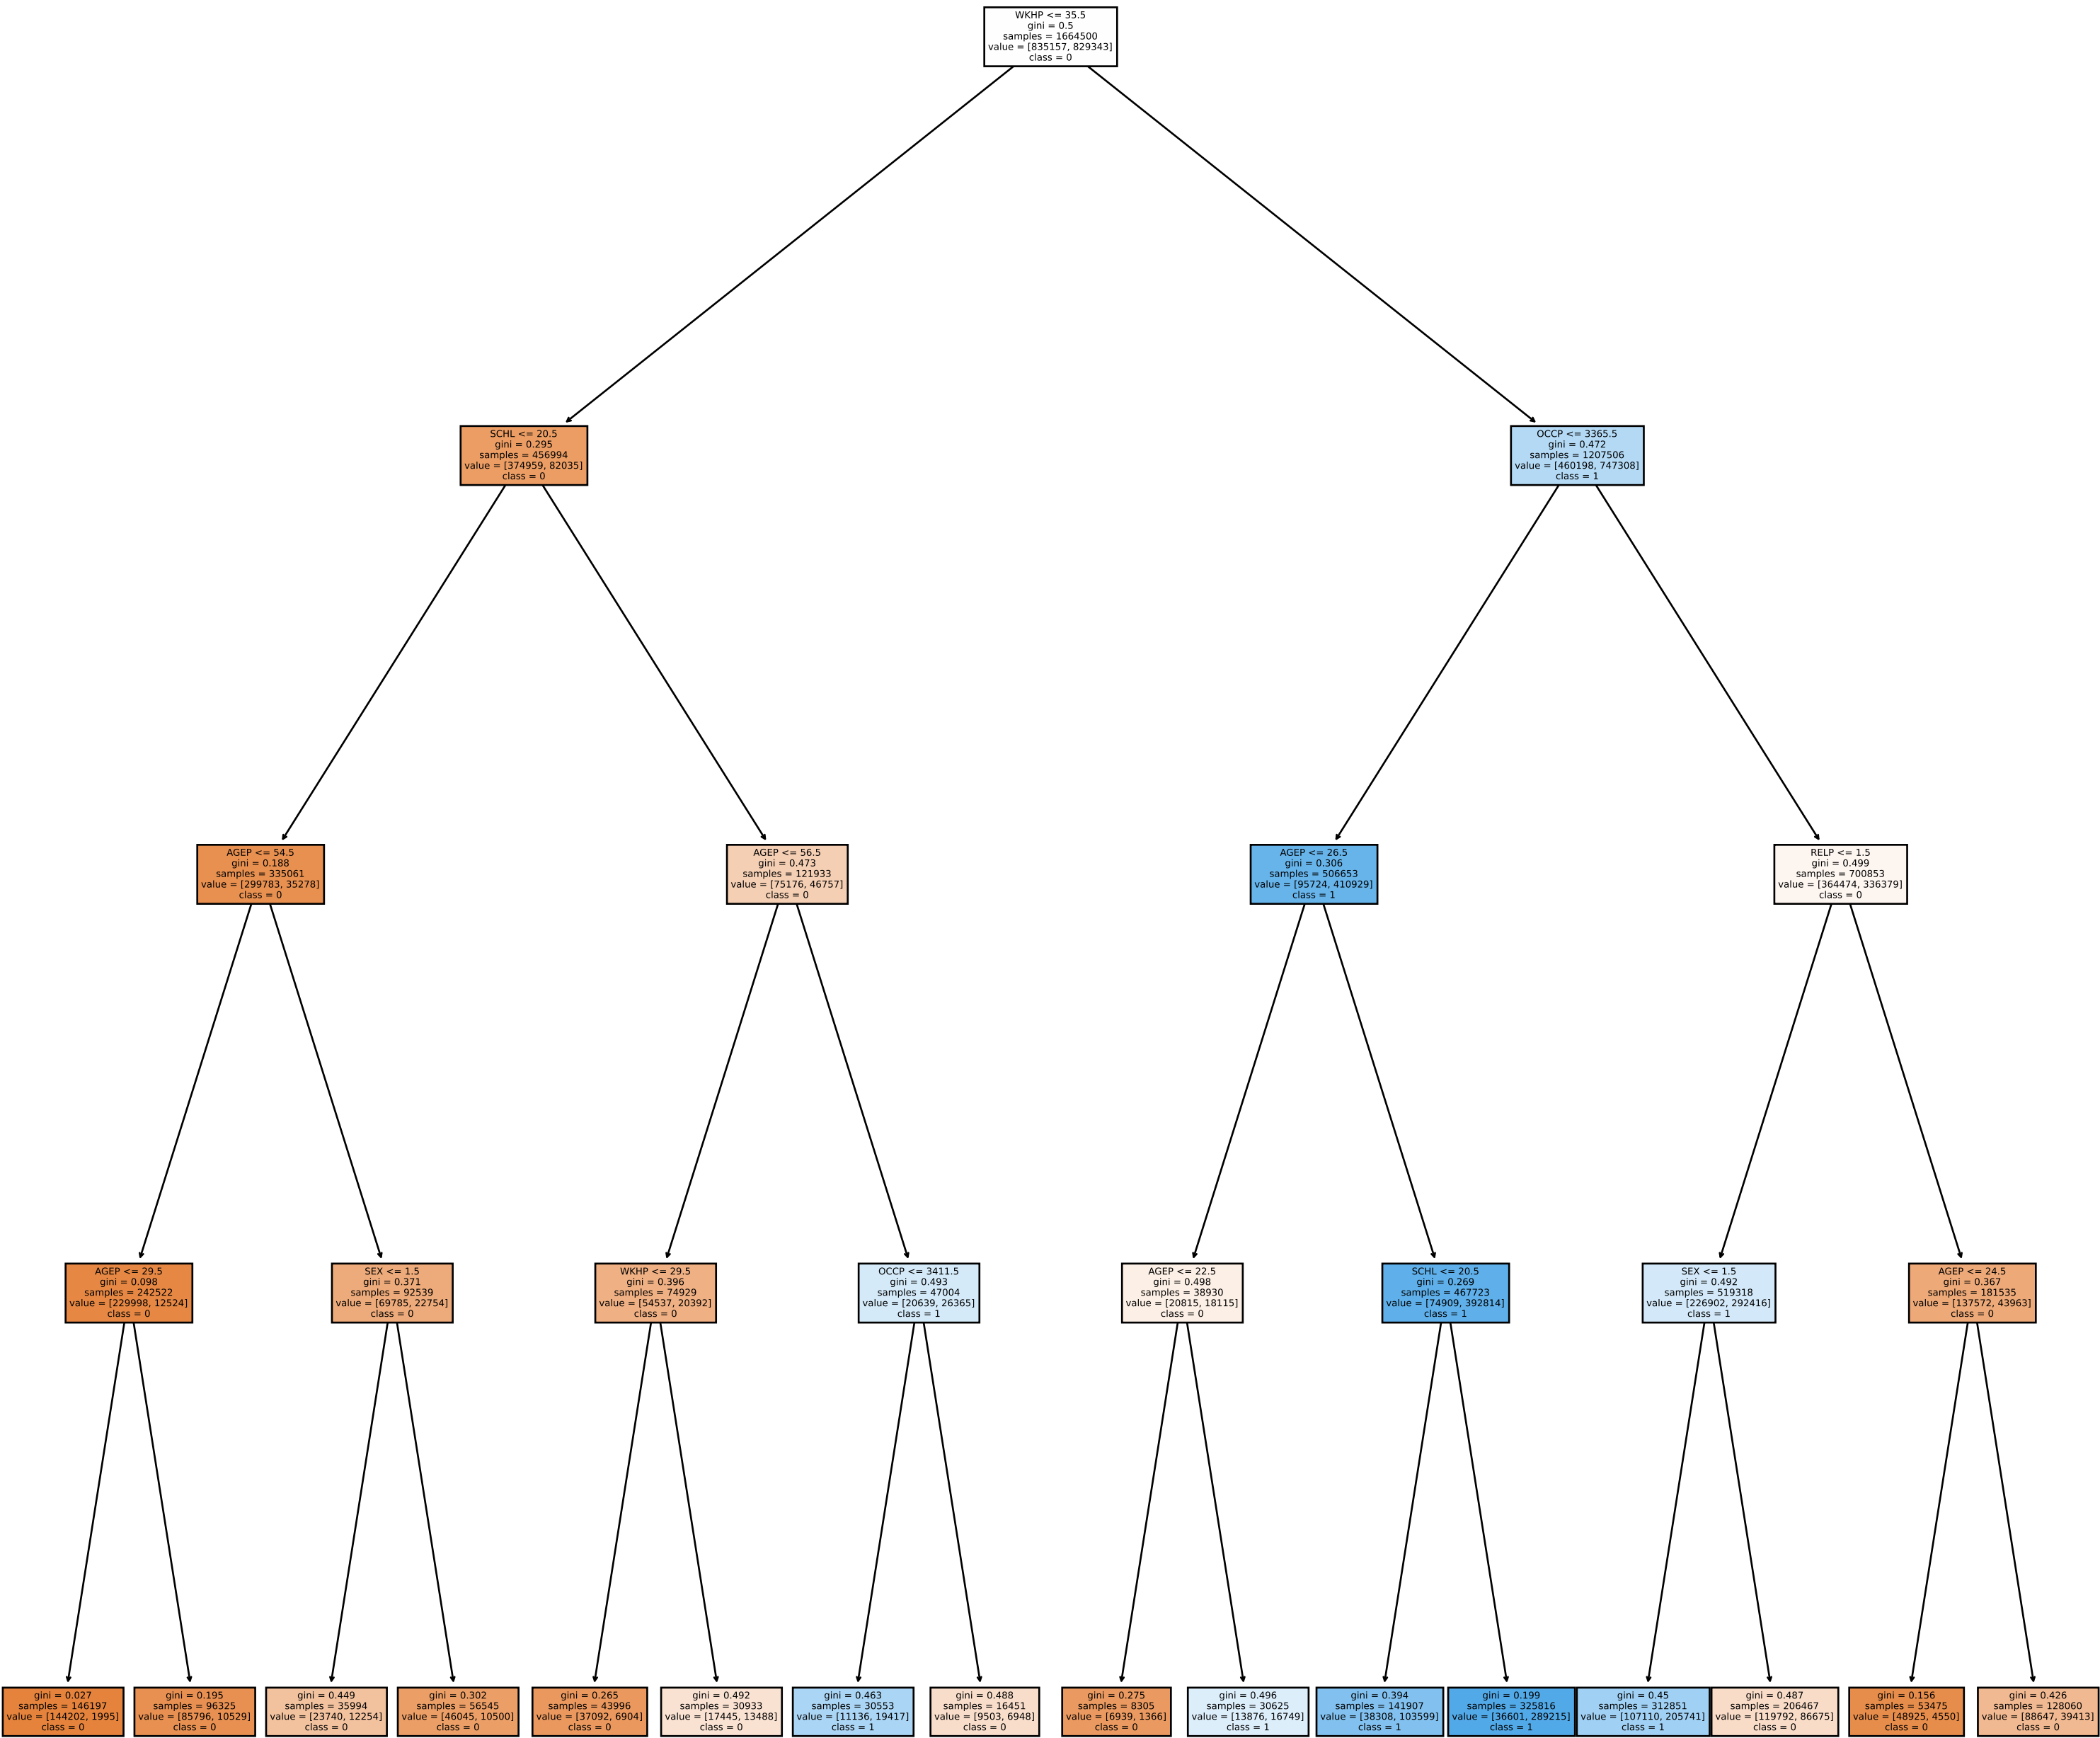 WKHP <= 35.5
gini = 0.5
samples = 1664500
value = [835157, 829343]
class = 0
SCHL <= 20.5
gini = 0.295
samples = 456994
value = [374959, 82035]
class = 0
OCCP <= 3365.5
gini = 0.472
samples = 1207506
value = [460198, 747308]
class = 1
AGEP <= 54.5
gini = 0.188
samples = 335061
value = [299783, 35278]
class = 0
AGEP <= 56.5
gini = 0.473
samples = 121933
value = [75176, 46757]
class = 0
AGEP <= 26.5
gini = 0.306
samples = 506653
value = [95724, 410929]
class = 1
RELP <= 1.5
gini = 0.499
samples = 700853
value = [364474, 336379]
class = 0
AGEP <= 29.5
gini = 0.098
samples = 242522
value = [229998, 12524]
class = 0
SEX <= 1.5
gini = 0.371
samples = 92539
value = [69785, 22754]
class = 0
WKHP <= 29.5
gini = 0.396
samples = 74929
value = [54537, 20392]
class = 0
OCCP <= 3411.5
gini = 0.493
samples = 47004
value = [20639, 26365]
class = 1
AGEP <= 22.5
gini = 0.498
samples = 38930
value = [20815, 18115]
class = 0
SCHL <= 20.5
gini = 0.269
samples = 467723
value = [74909, 392814]
class = 1
SEX <= 1.5
gini = 0.492
samples = 519318
value = [226902, 292416]
class = 1
AGEP <= 24.5
gini = 0.367
samples = 181535
value = [137572, 43963]
class = 0
gini = 0.027
samples = 146197
value = [144202, 1995]
class = 0
gini = 0.195
samples = 96325
value = [85796, 10529]
class = 0
gini = 0.449
samples = 35994
value = [23740, 12254]
class = 0
gini = 0.302
samples = 56545
value = [46045, 10500]
class = 0
gini = 0.265
samples = 43996
value = [37092, 6904]
class = 0
gini = 0.492
samples = 30933
value = [17445, 13488]
class = 0
gini = 0.463
samples = 30553
value = [11136, 19417]
class = 1
gini = 0.488
samples = 16451
value = [9503, 6948]
class = 0
gini = 0.275
samples = 8305
value = [6939, 1366]
class = 0
gini = 0.496
samples = 30625
value = [13876, 16749]
class = 1
gini = 0.394
samples = 141907
value = [38308, 103599]
class = 1
gini = 0.199
samples = 325816
value = [36601, 289215]
class = 1
gini = 0.45
samples = 312851
value = [107110, 205741]
class = 1
gini = 0.487
samples = 206467
value = [119792, 86675]
class = 0
gini = 0.156
samples = 53475
value = [48925, 4550]
class = 0
gini = 0.426
samples = 128060
value = [88647, 39413]
class = 0